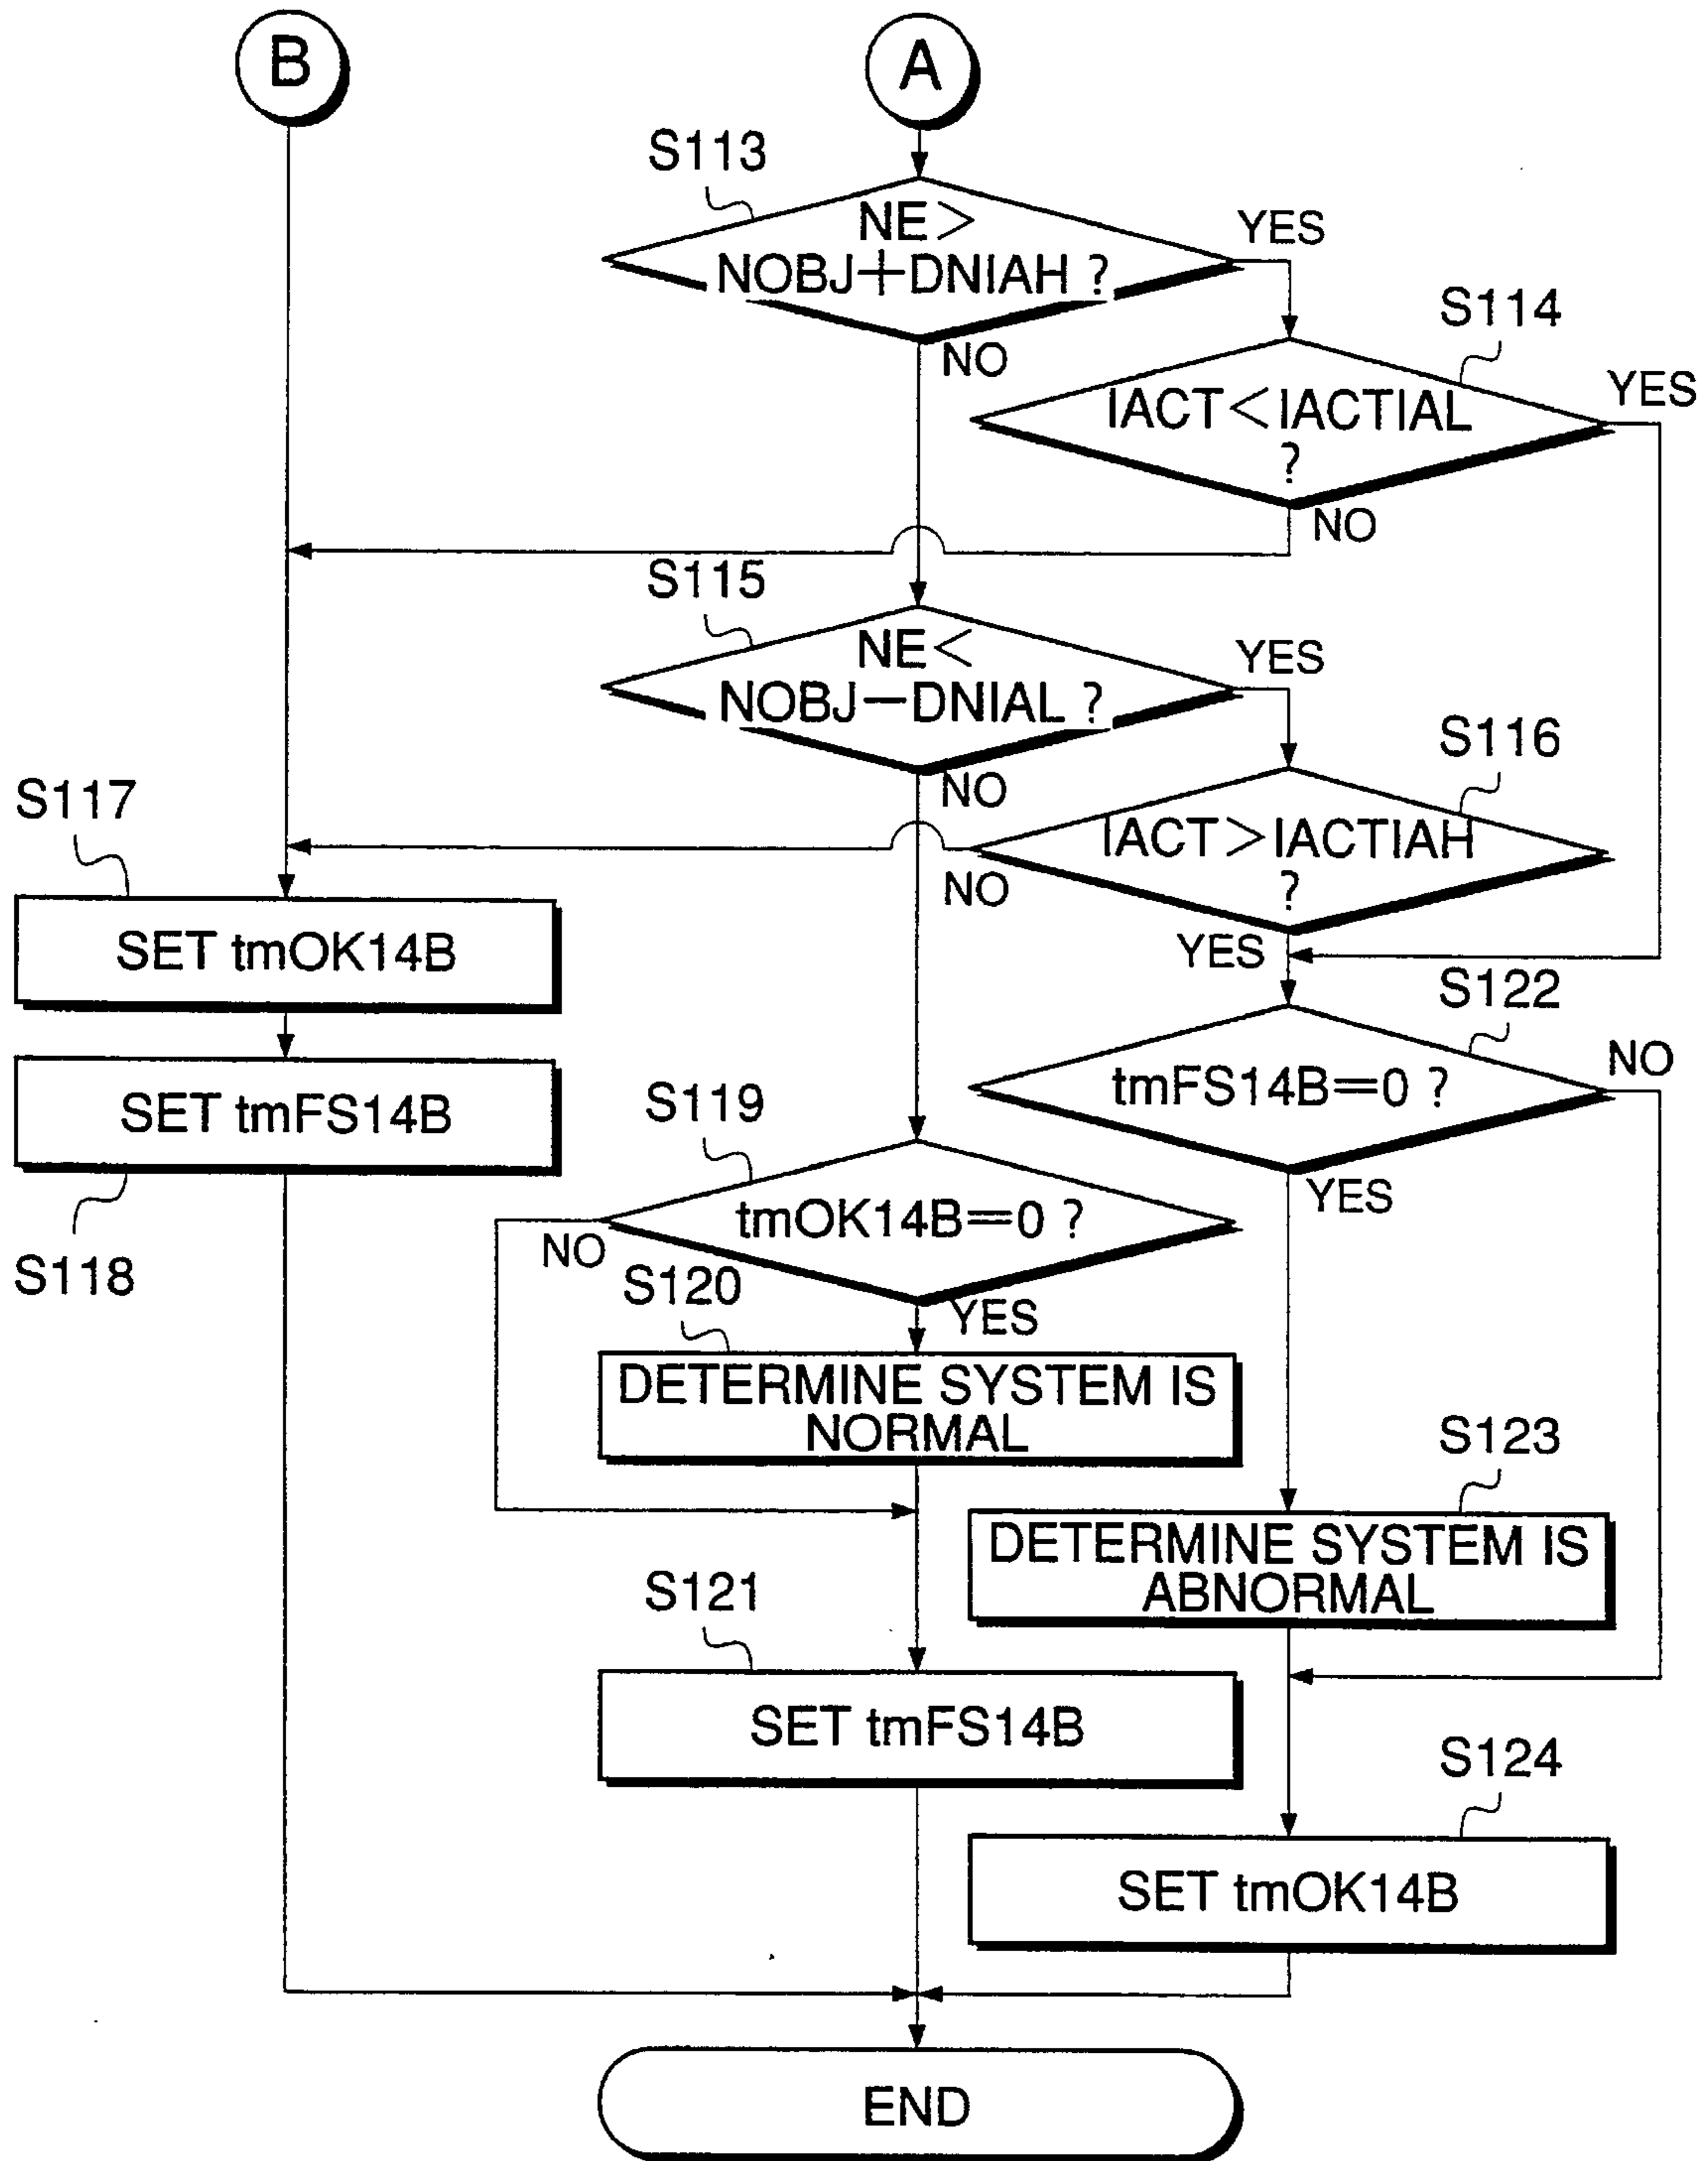 B
A
S113
NE>
NOBJ+DNIAH ?
YES
NO
S114
IACT<IACTIAL
?
YES
NO
S115
NE<
NOBJ−DNIAL ?
YES
NO
S116
IACT>IACTIAH
?
NO
YES
S117
SET tmOK14B
SET tmFS14B
S118
S122
tmFS14B=0 ?
NO
YES
S119
tmOK14B=0 ?
NO
YES
S120
DETERMINE SYSTEM IS
NORMAL
S123
DETERMINE SYSTEM IS
ABNORMAL
S121
SET tmFS14B
S124
SET tmOK14B
END